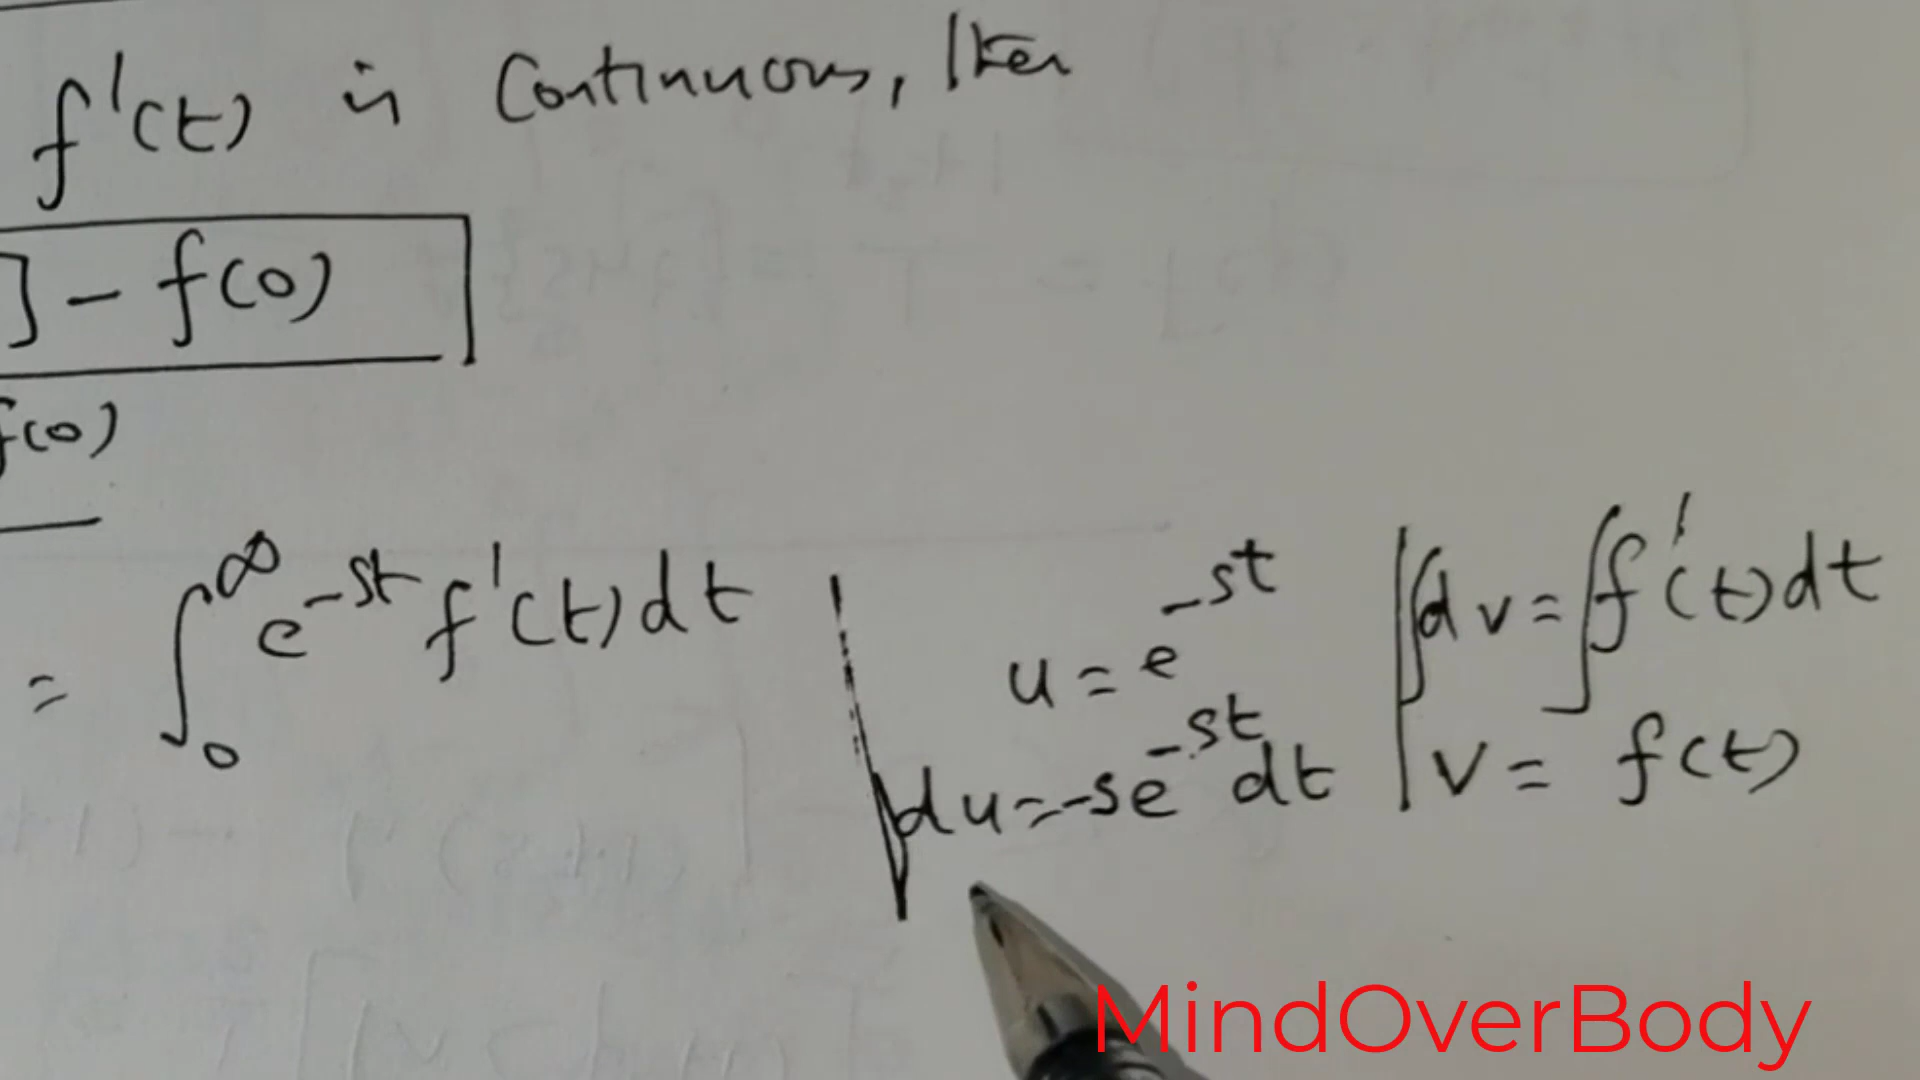 f'(t) is Continuous, then
] - f(0)
f(0)
= ∫₀^∞ e^-st f'(t)dt
u = e^-st
∫dv = ∫f'(t)dt
du = -se^-st dt
v = f(t)
MindOverBody